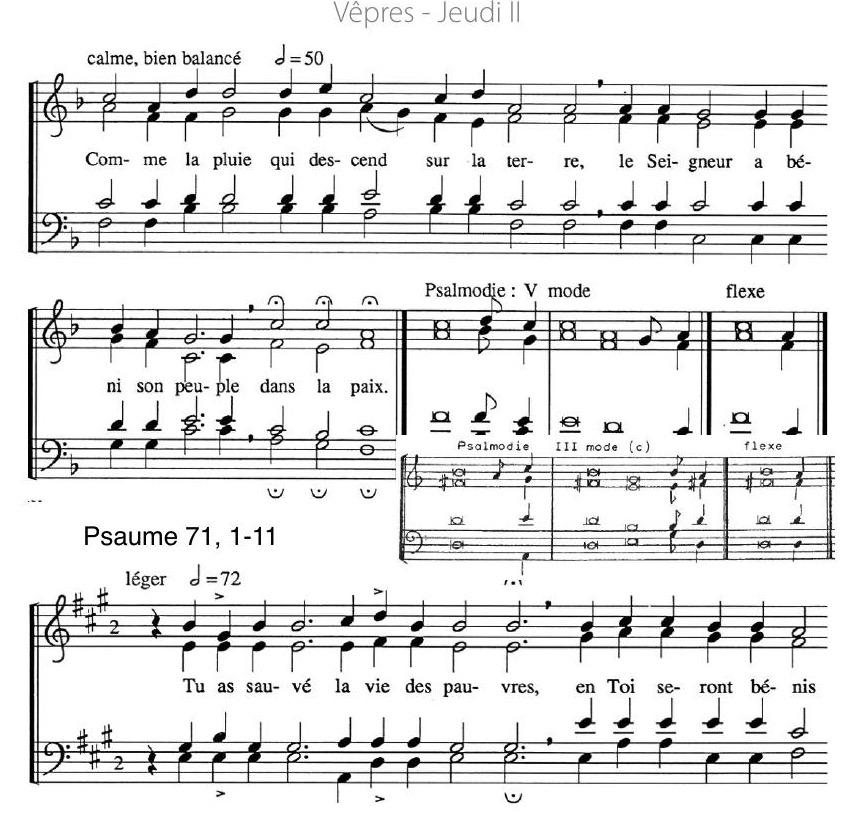 Vêpres - Jeudi II
calme, bien balancé = 50
Com- me la pluie qui des- cend sur la ter- re, le Sei- gneur a bé-
Psalmodie : V mode flexe
ni son peu- ple dans la paix.
Psalmodie III mode (c) flexe
Psaume 71, 1-11
léger = 72
2
Tu as sau- vé la vie des pau- vres, en Toi se- ront bé- nis
2